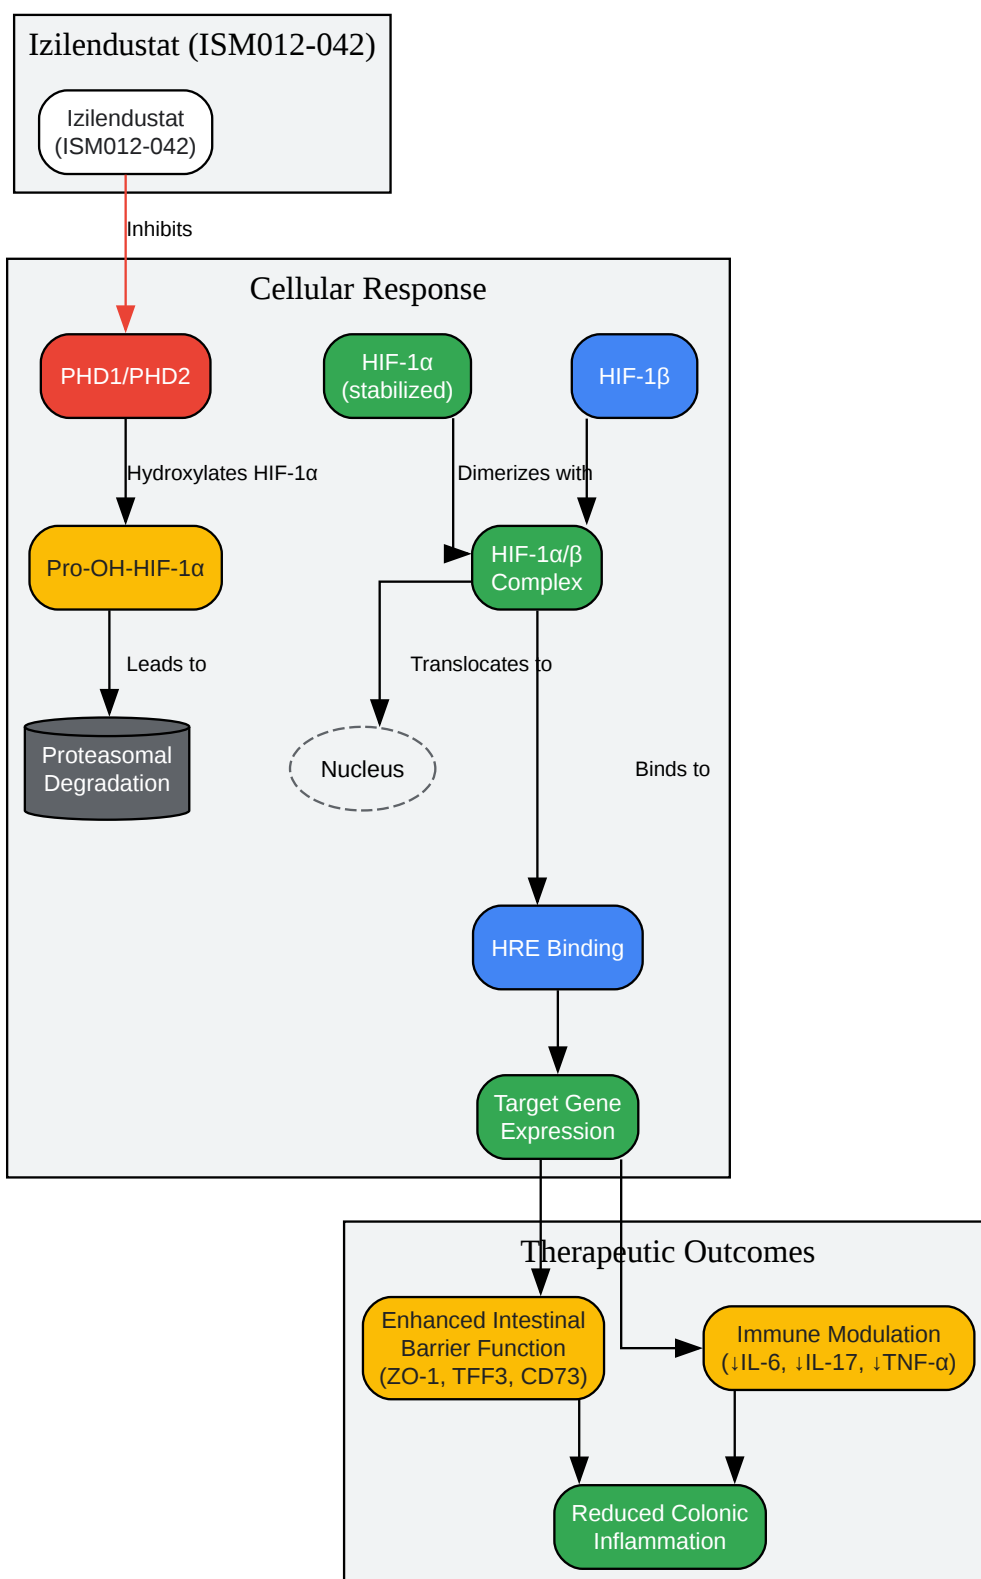 Izilendustat (ISM012-042)
Izilendustat
(ISM012-042)
Inhibits
Cellular Response
PHD1/PHD2
HIF-1α
(stabilized)
HIF-1β
Hydroxylates HIF-1α
Dimerizes with
Pro-OH-HIF-1α
HIF-1α/β
Complex
Leads to
Translocates to
Proteasomal
Degradation
Nucleus
Binds to
HRE Binding
Target Gene
Expression
Therapeutic Outcomes
Enhanced Intestinal
Barrier Function
(ZO-1, TFF3, CD73)
Immune Modulation
(↓IL-6, ↓IL-17, ↓TNF-α)
Reduced Colonic
Inflammation